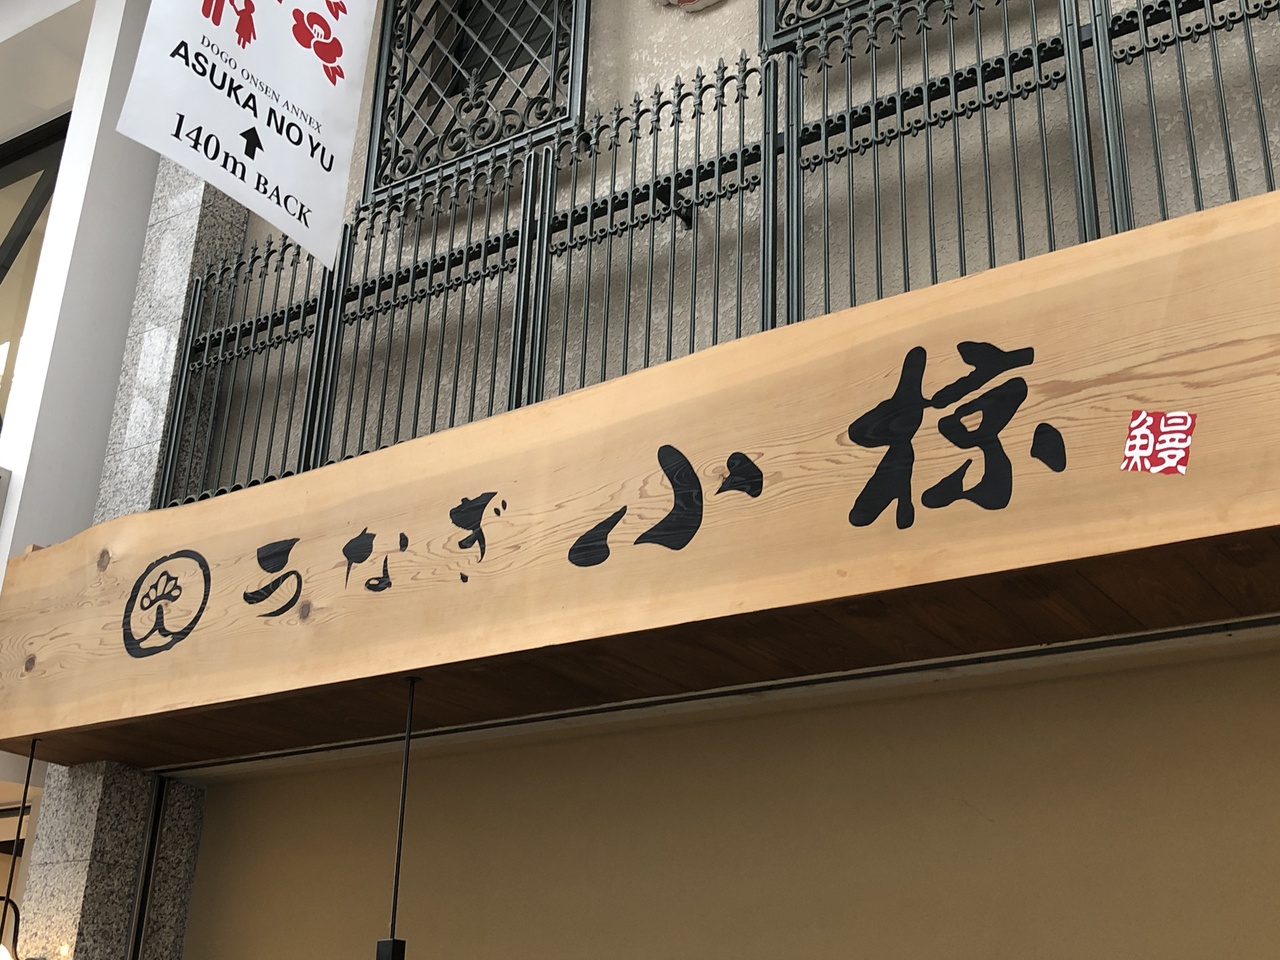 DOGO ONSEN ANNEX
ASUKA NO YU
140m BACK
うなぎ 小椋
鰻